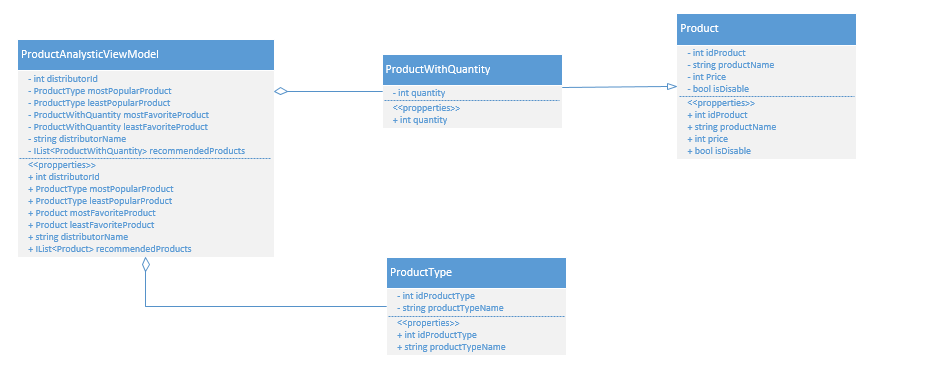 ProductAnalysticViewModel
- int distributorId
- ProductType mostPopularProduct
- ProductType leastPopularProduct
- ProductWithQuantity mostFavoriteProduct
- ProductWithQuantity leastFavoriteProduct
- string distributorName
- IList<ProductWithQuantity> recommendedProducts
<<propperties>>
+ int distributorId
+ ProductType mostPopularProduct
+ ProductType leastPopularProduct
+ Product mostFavoriteProduct
+ Product leastFavoriteProduct
+ string distributorName
+ IList<Product> recommendedProducts
ProductWithQuantity
- int quantity
<<propperties>>
+ int quantity
Product
- int idProduct
- string productName
- int Price
- bool isDisable
<<propperties>>
+ int idProduct
+ string productName
+ int price
+ bool isDisable
ProductType
- int idProductType
- string productTypeName
<<propperties>>
+ int idProductType
+ string productTypeName